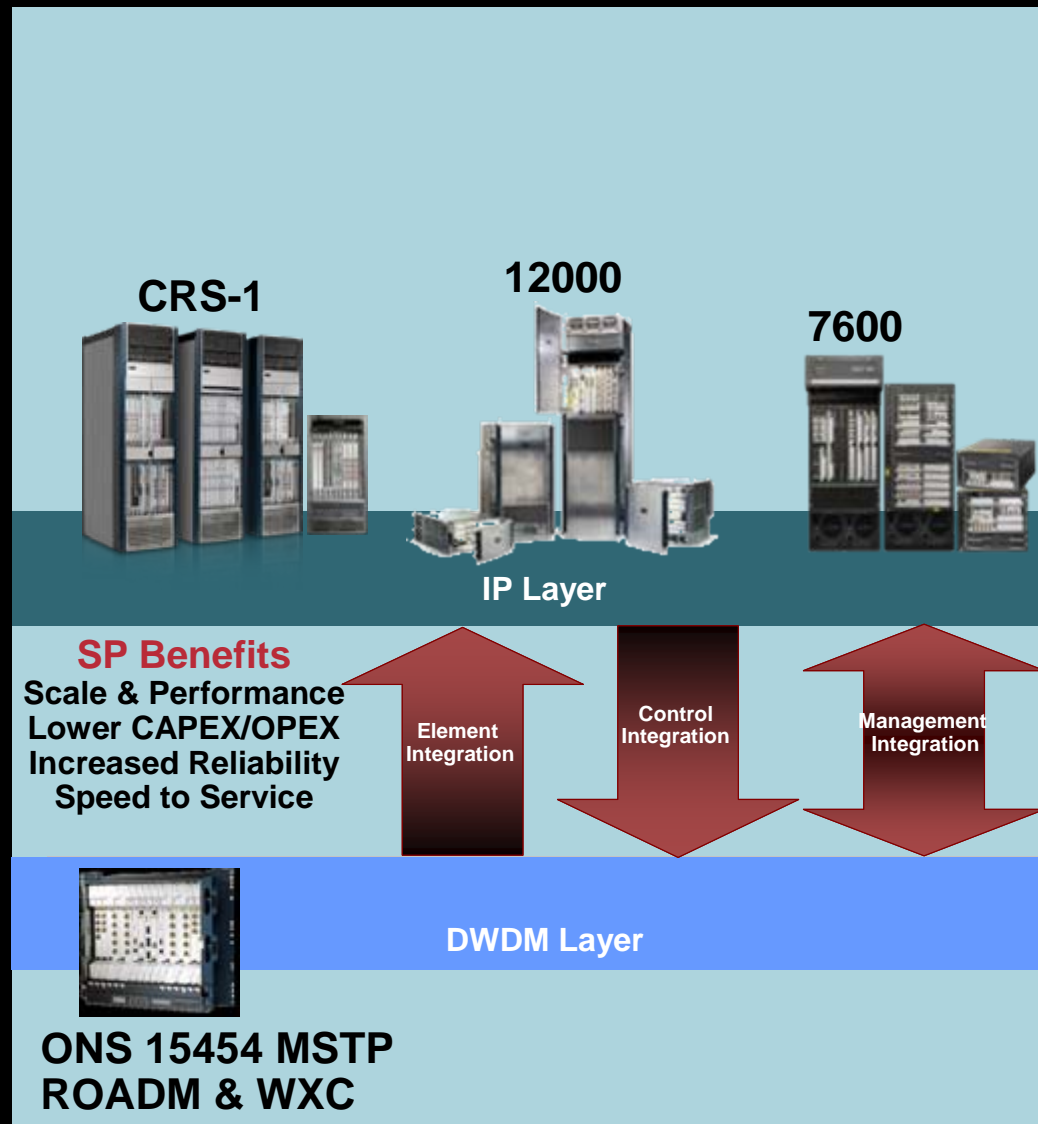 CRS-1
12000
7600
IP Layer
SP Benefits
Scale & Performance
Lower CAPEX/OPEX
Increased Reliability
Speed to Service
Element
Integration
Control
Integration
Management
Integration
DWDM Layer
ONS 15454 MSTP
ROADM & WXC